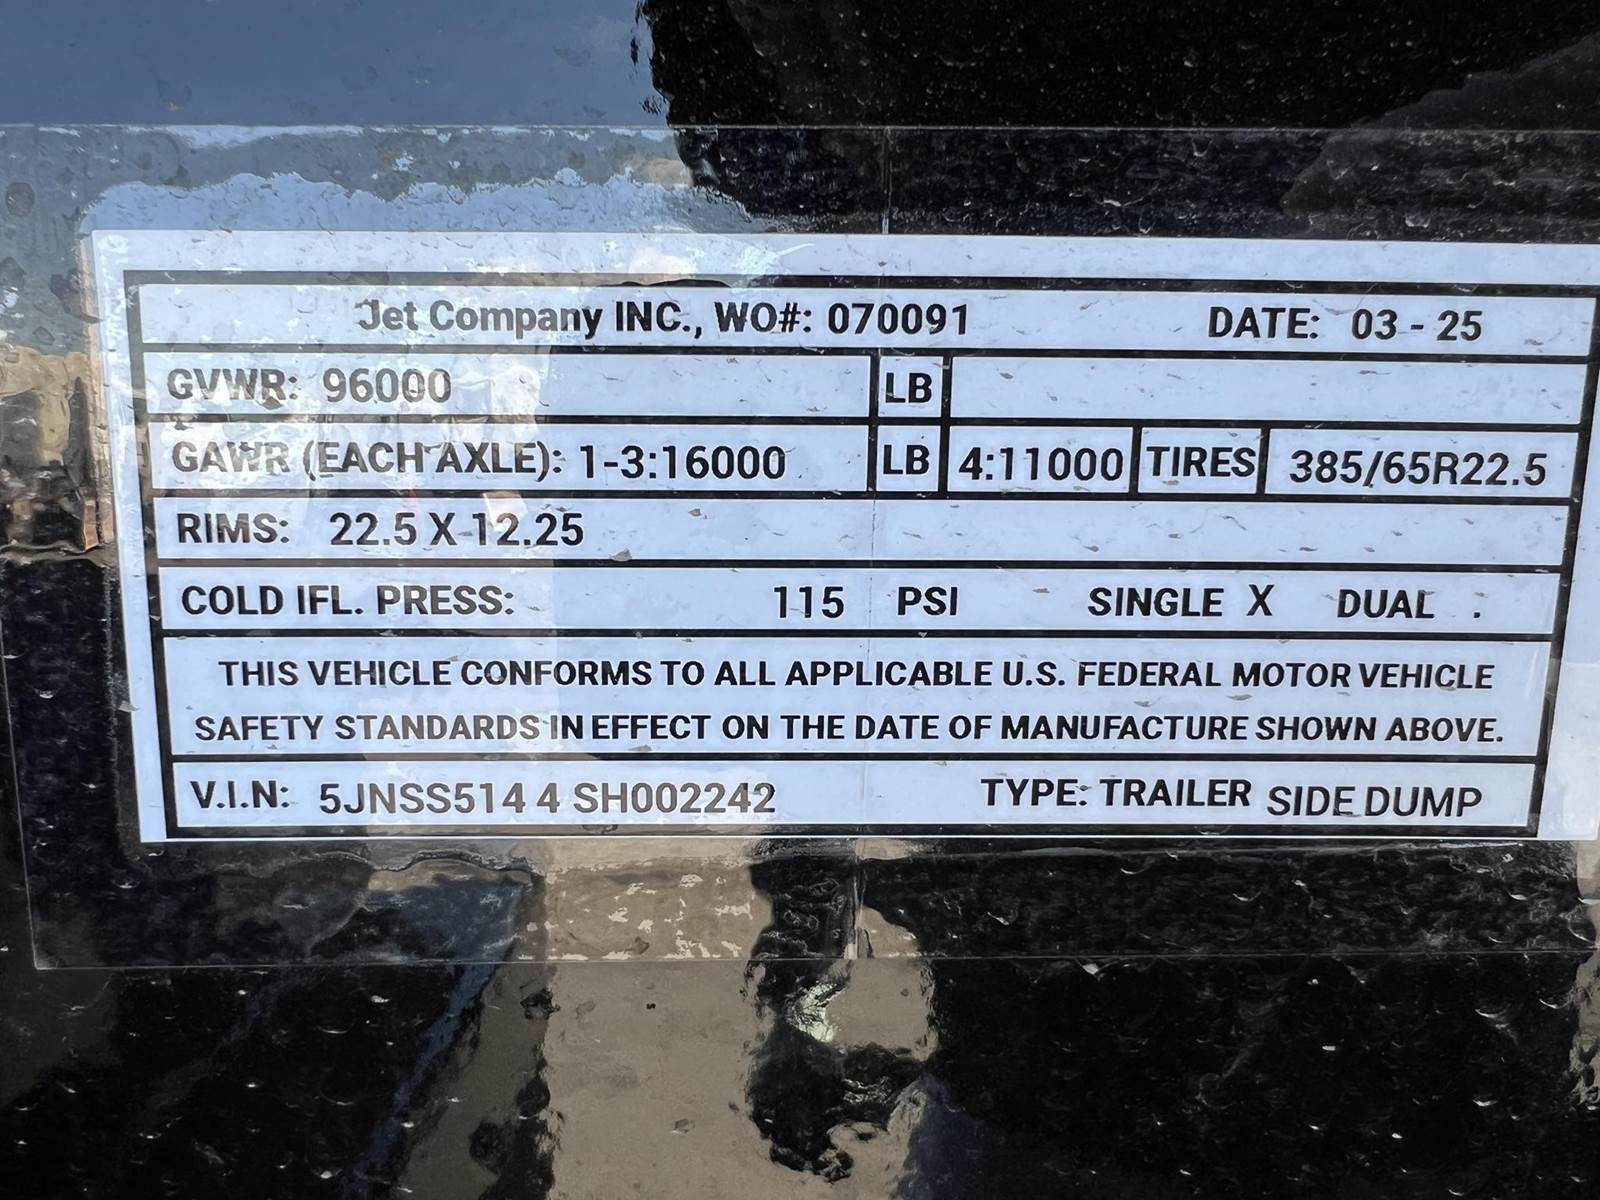 Jet Company INC., WO#: 070091 DATE: 03 - 25
GVWR: 96000 LB
GAWR (EACH AXLE): 1-3:16000 LB 4:11000 TIRES 385/65R22.5
RIMS: 22.5 X 12.25
COLD IFL. PRESS: 115 PSI SINGLE X DUAL .
THIS VEHICLE CONFORMS TO ALL APPLICABLE U.S. FEDERAL MOTOR VEHICLE
SAFETY STANDARDS IN EFFECT ON THE DATE OF MANUFACTURE SHOWN ABOVE.
V.I.N: 5JNSS514 4 SH002242 TYPE: TRAILER SIDE DUMP